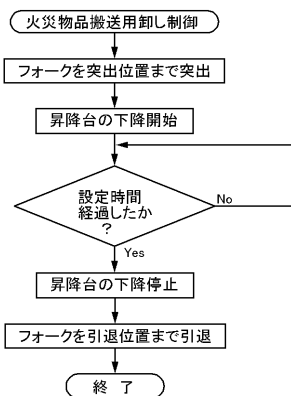 火災物品搬送用卸し制御
フォークを突出位置まで突出
昇降台の下降開始
設定時間
経過したか
?
No
Yes
昇降台の下降停止
フォークを引退位置まで引退
終 了